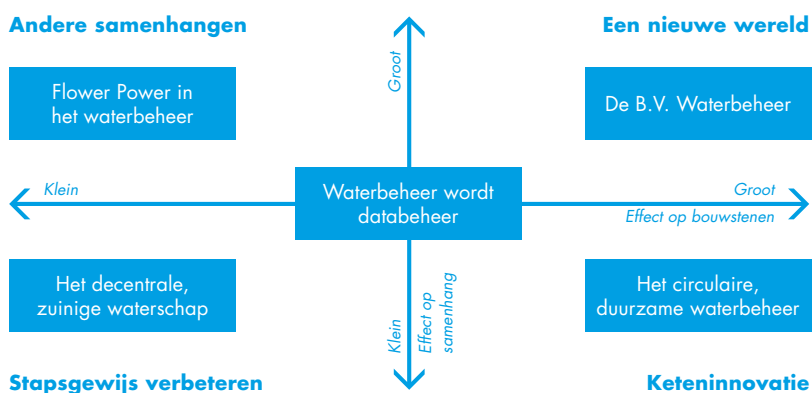 Andere samenhangen
Een nieuwe wereld
Groot
Flower Power in
het waterbeheer
De B.V. Waterbeheer
Klein
Waterbeheer wordt
databeheer
Groot
Effect op bouwstenen
Het decentrale,
zuinige waterschap
Klein
Effect op
samenhang
Het circulaire,
duurzame waterbeheer
Stapsgewijs verbeteren
Keteninnovatie